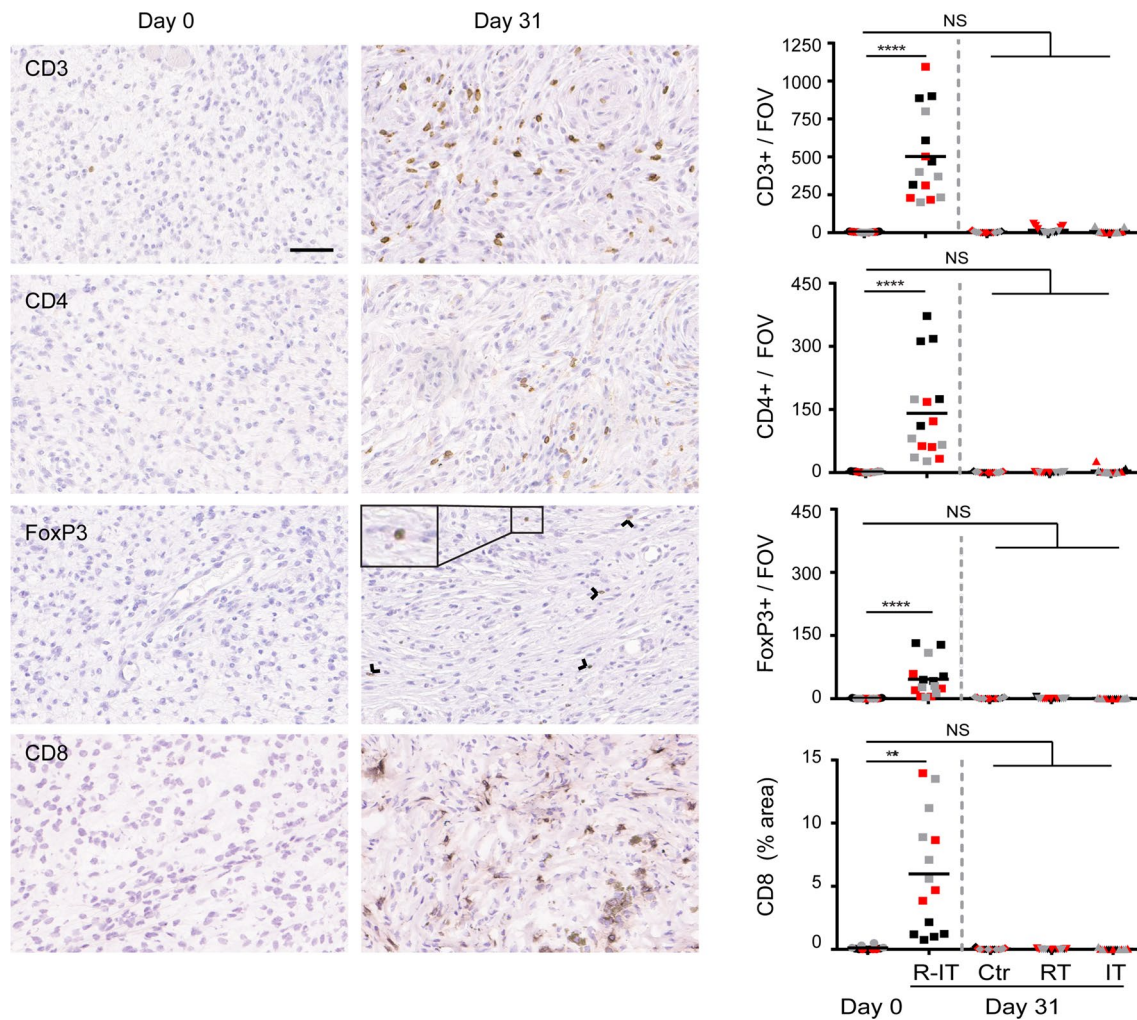 Day 0
Day 31
CD3
CD4
FoxP3
CD8
NS
****
1250
1000
750
500
250
0
CD3+ / FOV
NS
****
450
300
150
0
CD4+ / FOV
NS
****
450
300
150
0
FoxP3+ / FOV
NS
**
15
10
5
0
CD8 (% area)
R-IT Ctr RT IT
Day 0 Day 31